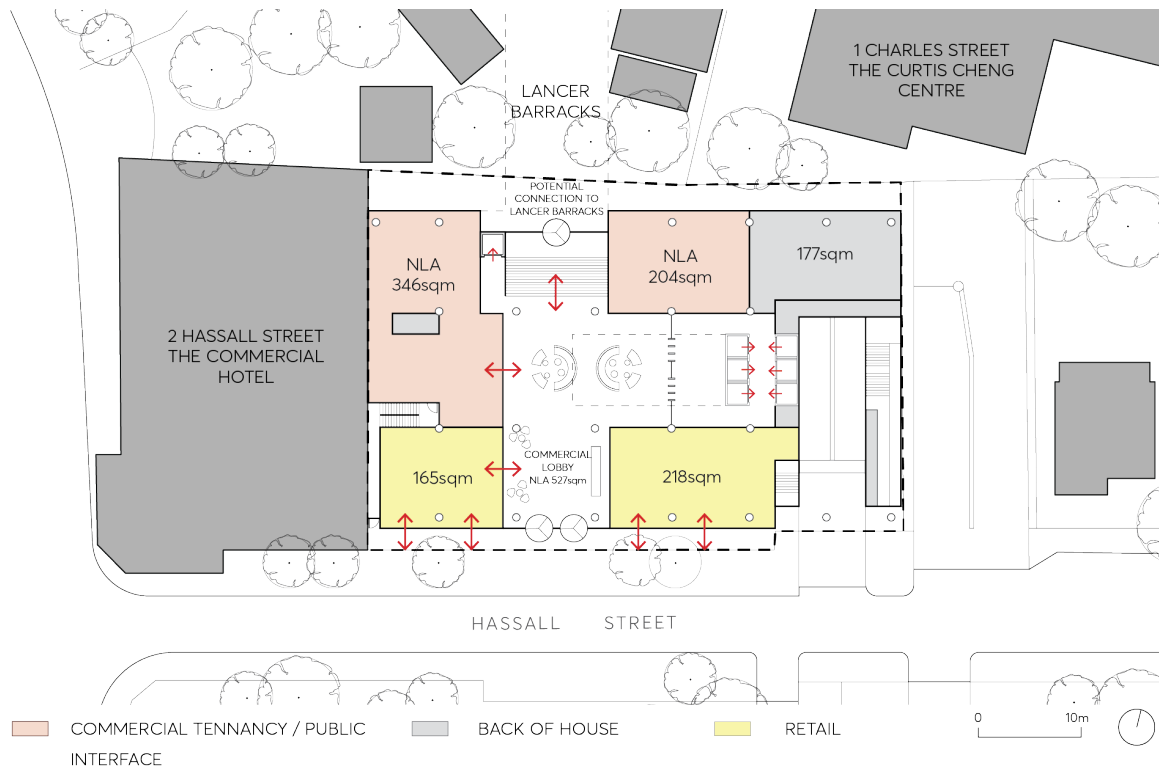 1 CHARLES STREET
THE CURTIS CHENG
CENTRE
LANCER
BARRACKS
POTENTIAL
CONNECTION TO
LANCER BARRACKS
NLA
346sqm
NLA
204sqm
177sqm
2 HASSALL STREET
THE COMMERCIAL
HOTEL
165sqm
COMMERCIAL
LOBBY
NLA 527sqm
218sqm
HASSALL STREET
COMMERCIAL TENNANCY / PUBLIC
INTERFACE
BACK OF HOUSE
RETAIL
0 10m